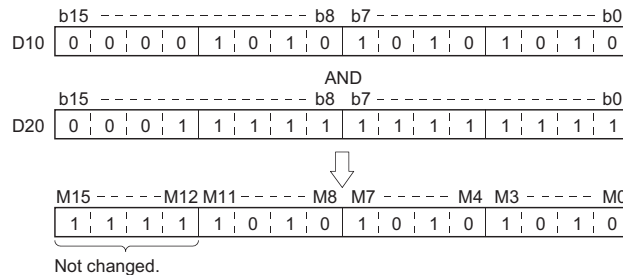 b15 b8 b7 b0
D10 0 0 0 0 1 0 1 0 1 0 1 0 1 0 1 0
AND
b15 b8 b7 b0
D20 0 0 0 1 1 1 1 1 1 1 1 1 1 1 1 1
M15 M12 M11 M8 M7 M4 M3 M0
1 1 1 1 1 0 1 0 1 0 1 0 1 0 1 0
Not changed.